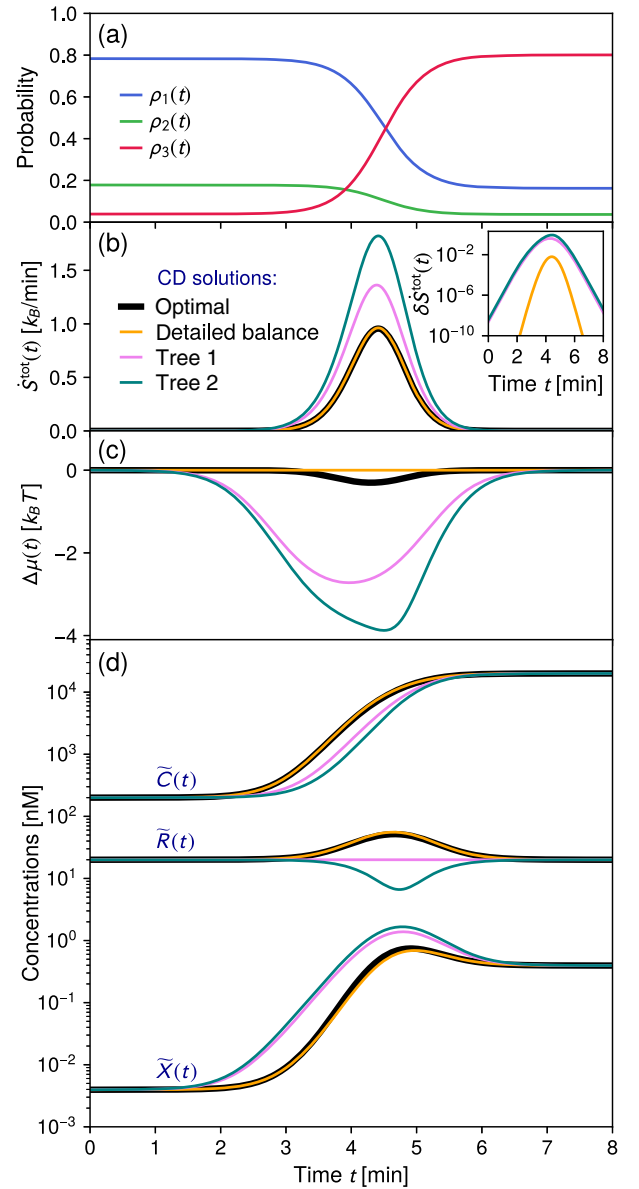 (a)
1.0
0.8
0.6
0.4
0.2
0.0
Probability
ρ₁(t)
ρ₂(t)
ρ₃(t)
(b)
1.5
1.0
0.5
0.0
Ṡᵗᵒᵗ(t) [k_B/min]
CD solutions:
Optimal
Detailed balance
Tree 1
Tree 2
10⁻²
10⁻⁶
10⁻¹⁰
δṠᵗᵒᵗ(t)
0 2 4 6 8
Time t [min]
(c)
0
−2
−4
Δμ(t) [k_B T]
(d)
10⁴
10³
10²
10¹
10⁰
10⁻¹
10⁻²
10⁻³
Concentrations [nM]
C̃(t)
R̃(t)
X̃(t)
0 1 2 3 4 5 6 7 8
Time t [min]